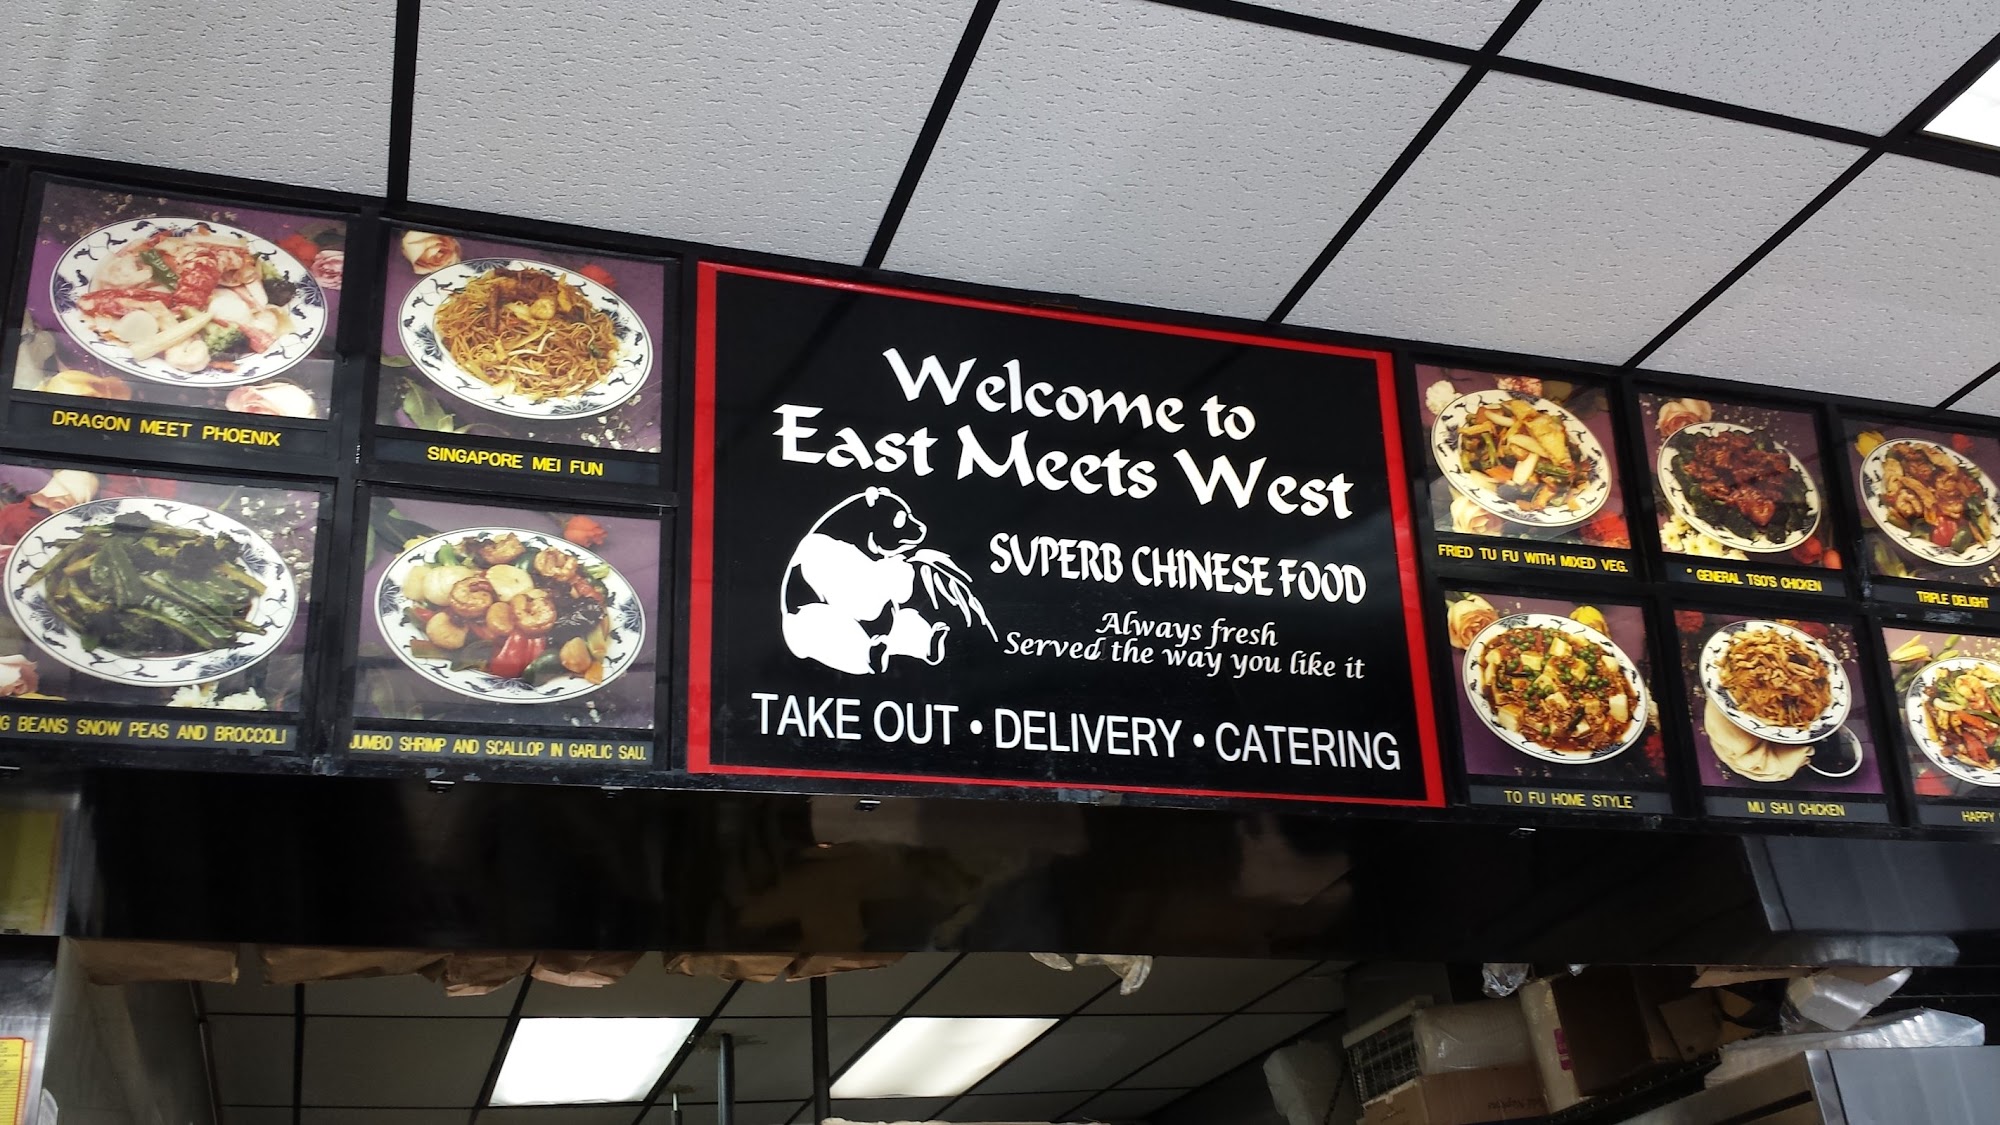 DRAGON MEET PHOENIX
SINGAPORE MEI FUN
BEANS SNOW PEAS AND BROCCOLI
JUMBO SHRIMP AND SCALLOP IN GARLIC SAU.
Welcome to
East Meets West
SUPERB CHINESE FOOD
Always fresh
Served the way you like it
TAKE OUT • DELIVERY • CATERING
FRIED TU FU WITH MIXED VEG.
* GENERAL TSO'S CHICKEN
TRIPLE DELIGHT
TO FU HOME STYLE
MU SHU CHICKEN
HAPPY